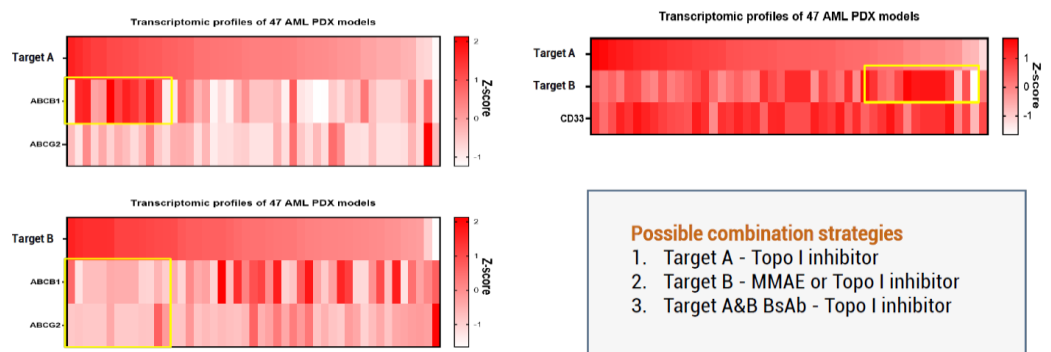 Transcriptomic profiles of 47 AML PDX models
Target A
ABCB1
ABCG2
2
1
0
-1
Z-score
Transcriptomic profiles of 47 AML PDX models
Target A
Target B
CD33
1
0
-1
Z-score
Transcriptomic profiles of 47 AML PDX models
Target B
ABCB1
ABCG2
2
1
0
-1
Z-score
Possible combination strategies
1. Target A - Topo I inhibitor
2. Target B - MMAE or Topo I inhibitor
3. Target A&B BsAb - Topo I inhibitor